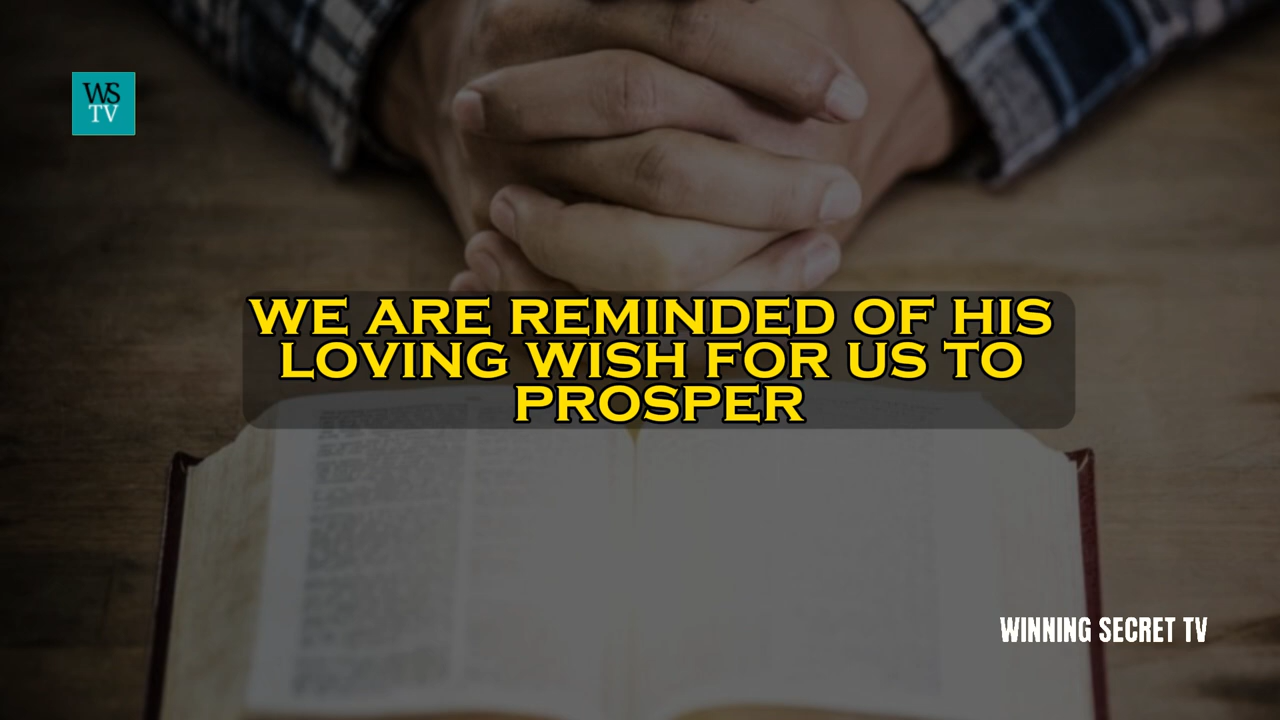 WS
TV
WE ARE REMINDED OF HIS
LOVING WISH FOR US TO
PROSPER
WINNING SECRET TV